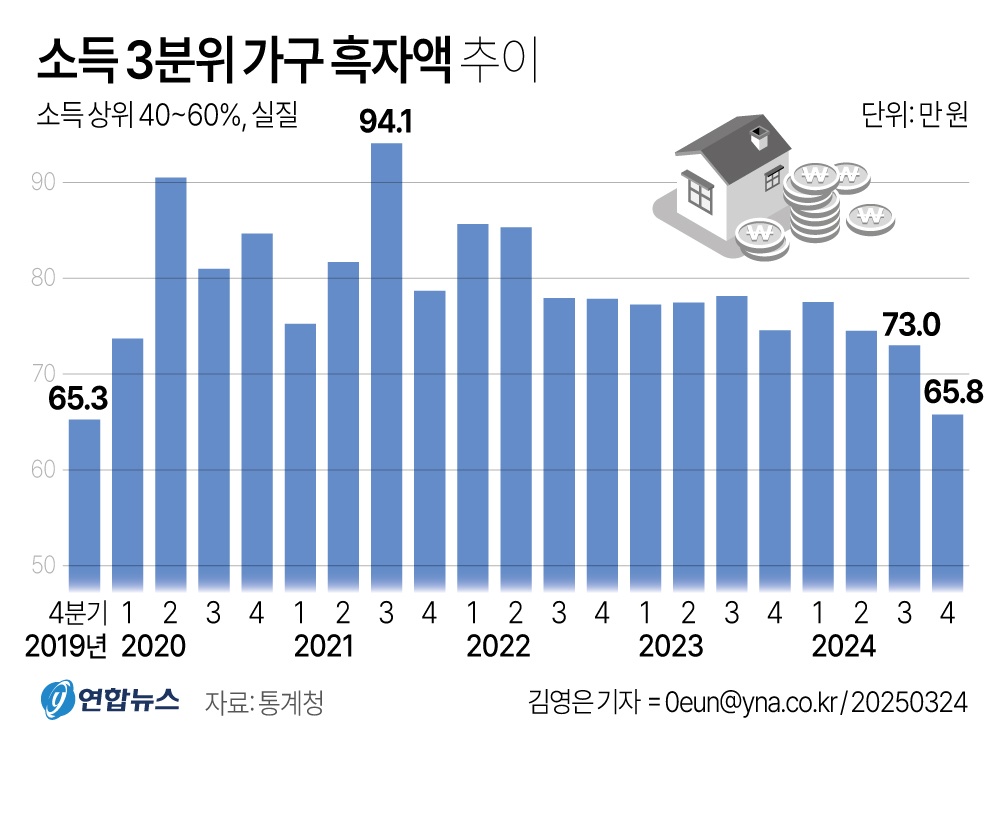 소득 3분위 가구 흑자액 추이
소득 상위 40~60%, 실질
단위: 만 원
94.1
90
80
73.0
70
65.3
65.8
60
50
4분기 1 2 3 4 1 2 3 4 1 2 3 4 1 2 3 4 1 2 3 4
2019년 2020 2021 2022 2023 2024
y 연합뉴스
자료: 통계청
김영은 기자 = 0eun@yna.co.kr / 20250324
₩ ₩
₩
₩